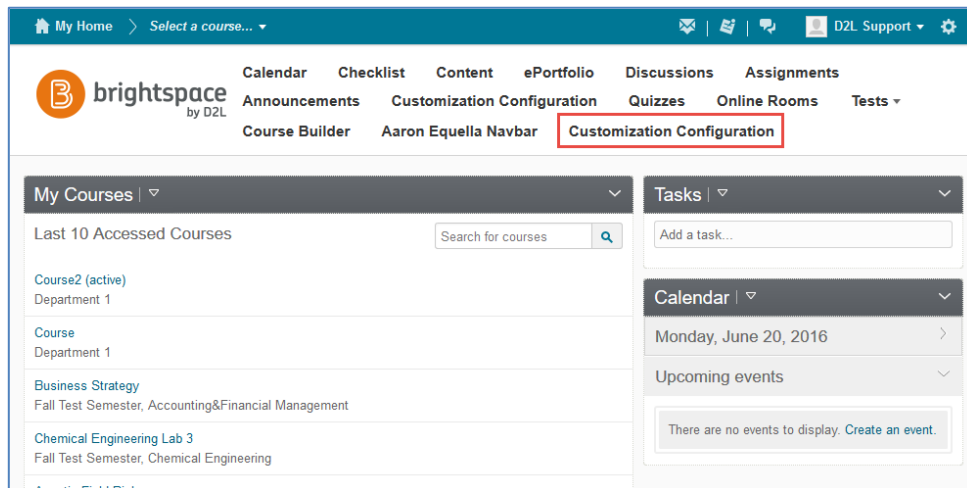 My Home Select a course...
D2L Support
brightspace
by D2L
Calendar Checklist Content ePortfolio Discussions Assignments
Announcements Customization Configuration Quizzes Online Rooms Tests
Course Builder Aaron Equella Navbar Customization Configuration
My Courses
Last 10 Accessed Courses
Search for courses
Course2 (active)
Department 1
Course
Department 1
Business Strategy
Fall Test Semester, Accounting&Financial Management
Chemical Engineering Lab 3
Fall Test Semester, Chemical Engineering
Tasks
Add a task...
Calendar
Monday, June 20, 2016
Upcoming events
There are no events to display. Create an event.